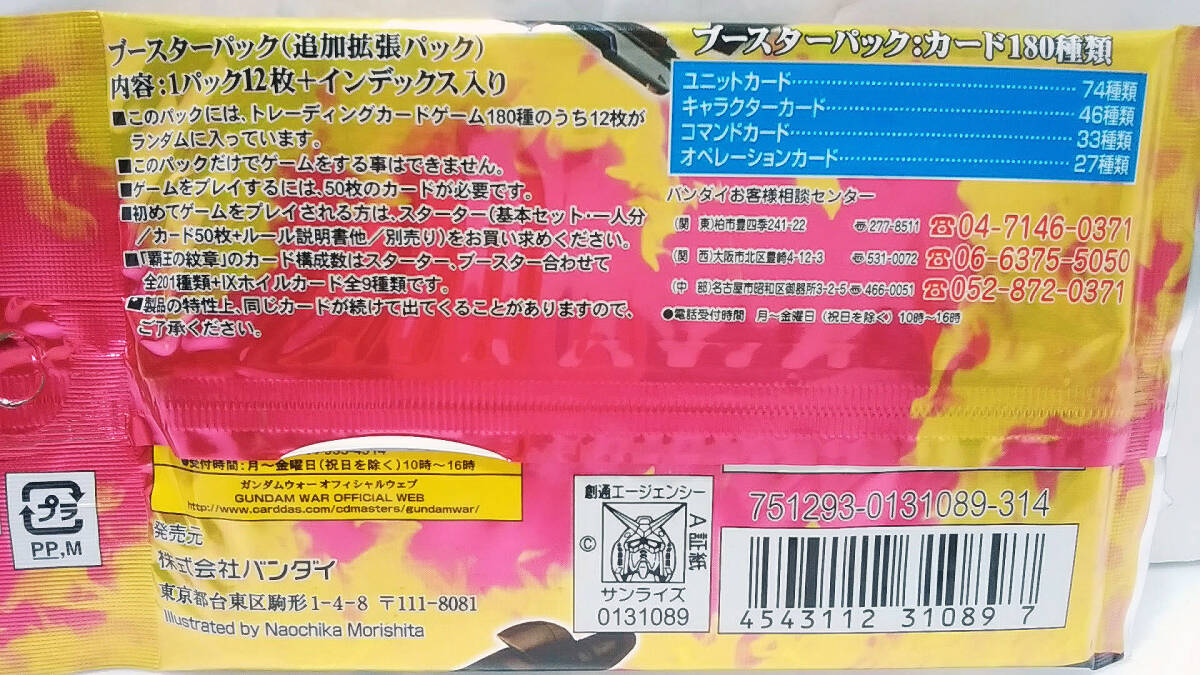 ブースターパック(追加拡張パック)
内容:1パック12枚+インデックス入り
■このパックには、トレーディングカードゲーム180種のうち12枚が
ランダムに入っています。
■このパックだけでゲームをする事はできません。
■ゲームをプレイするには、50枚のカードが必要です。
■初めてゲームをプレイされる方は、スターター(基本セット・一人分
/カード50枚+ルール説明書他/別売り)をお買い求めください。
■「覇王の紋章」のカード構成数はスターター、ブースター合わせて
全201種類+IXホイルカード全9種類です。
■製品の特性上、同じカードが続けて出てくることがありますので、
ご了承ください。
ブースターパック:カード180種類
ユニットカード……74種類
キャラクターカード……46種類
コマンドカード……33種類
オペレーションカード……27種類
バンダイお客様相談センター
(関 東)柏市豊四季241-22 〠277-8511 ☎04-7146-0371
(関 西)大阪市北区豊崎4-12-3 〠531-0072 ☎06-6375-5050
(中 部)名古屋市昭和区御器所3-2-5 〠466-0051 ☎052-872-0371
●電話受付時間 月〜金曜日(祝日を除く)10時〜16時
●受付時間:月〜金曜日(祝日を除く)10時〜16時
ガンダムウォー オフィシャルウェブ
GUNDAM WAR OFFICIAL WEB
http://www.carddas.com/cdmasters/gundamwar/
プラ
PP,M
発売元
株式会社バンダイ
東京都台東区駒形1-4-8 〒111-8081
Illustrated by Naochika Morishita
創通エージェンシー
©
A証紙
サンライズ
0131089
751293-0131089-314
4543112 310897